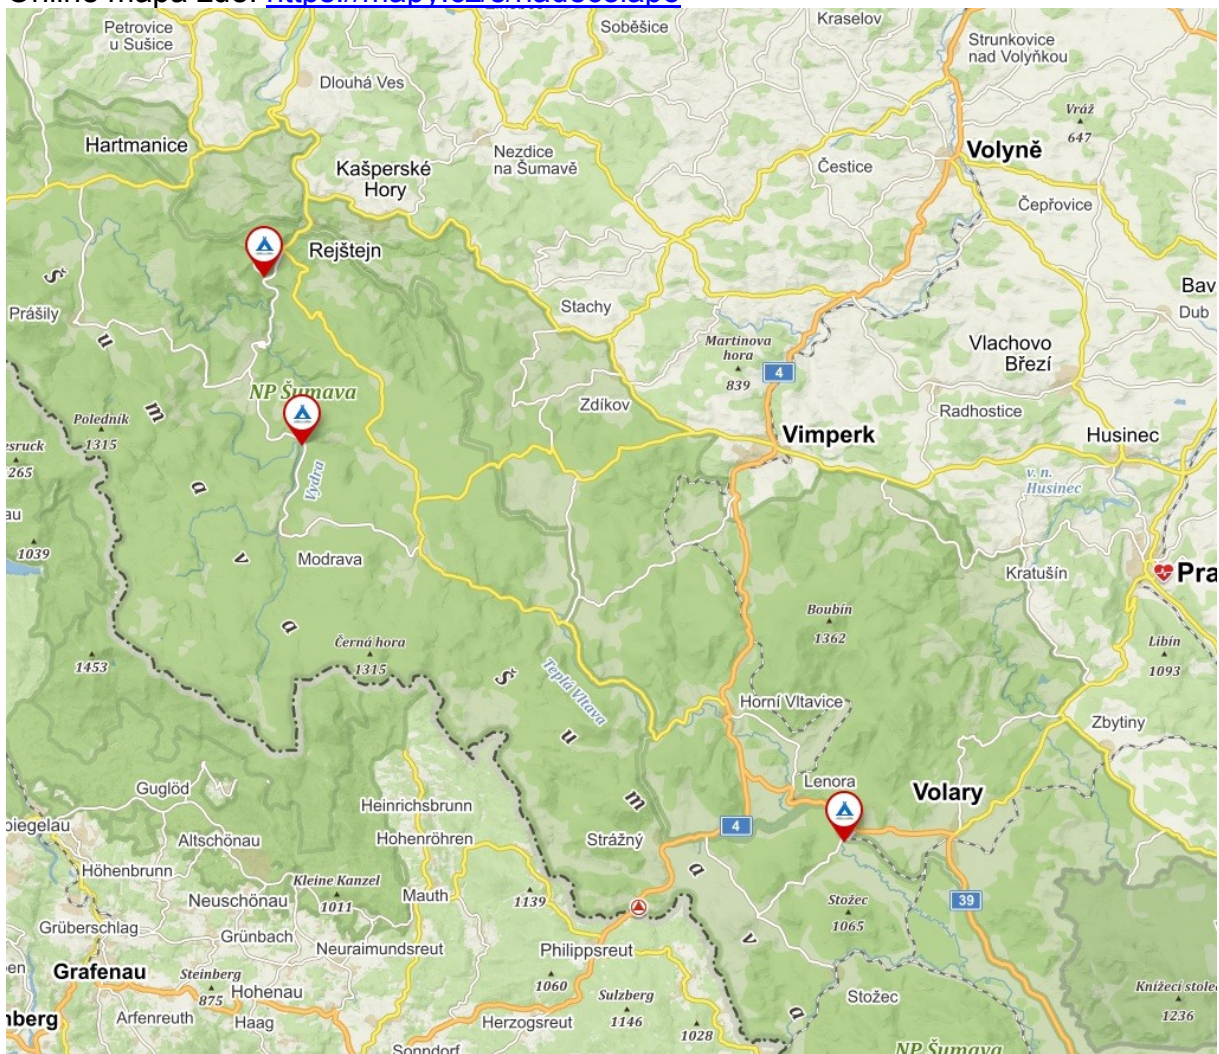 Petrovice
u Sušice
Soběšice
Kraselov
Strunkovice
nad Volyňkou
Dlouhá Ves
Vráž
647
Hartmanice
Nezdice
na Šumavě
Volyně
Kašperské
Hory
Čestice
Čepřovice
Rejštejn
Š
u
m
a
v
a
Prášily
Stachy
Bav
Dub
Martinova
hora
839
Vlachovo
Březí
4
NP Šumava
Zdíkov
Radhostice
Poledník
1315
Vimperk
Husinec
esruck
265
Vydra
v. n.
Husinec
au
1039
Modrava
Kratušín
Pra
Boubín
1362
Černá hora
1315
Libín
1093
1453
Teplá Vltava
Š
u
m
a
v
a
Horní Vltavice
Zbytiny
Guglöd
Heinrichsbrunn
Lenora
Volary
piegelau
Altschönau
Hohenröhren
Strážný
4
Höhenbrunn
Kleine Kanzel
1011
Neuschönau
Mauth
1139
Stožec
1065
39
Grüberschlag
Grünbach
Neuraimundsreut
Philippsreut
Grafenau
Steinberg
875
Hohenau
1060
Sulzberg
1146
Stožec
Knížecí stolec
1236
nberg
Arfenreuth
Haag
Herzogsreut
1028
Sonndorf
NP Šumava